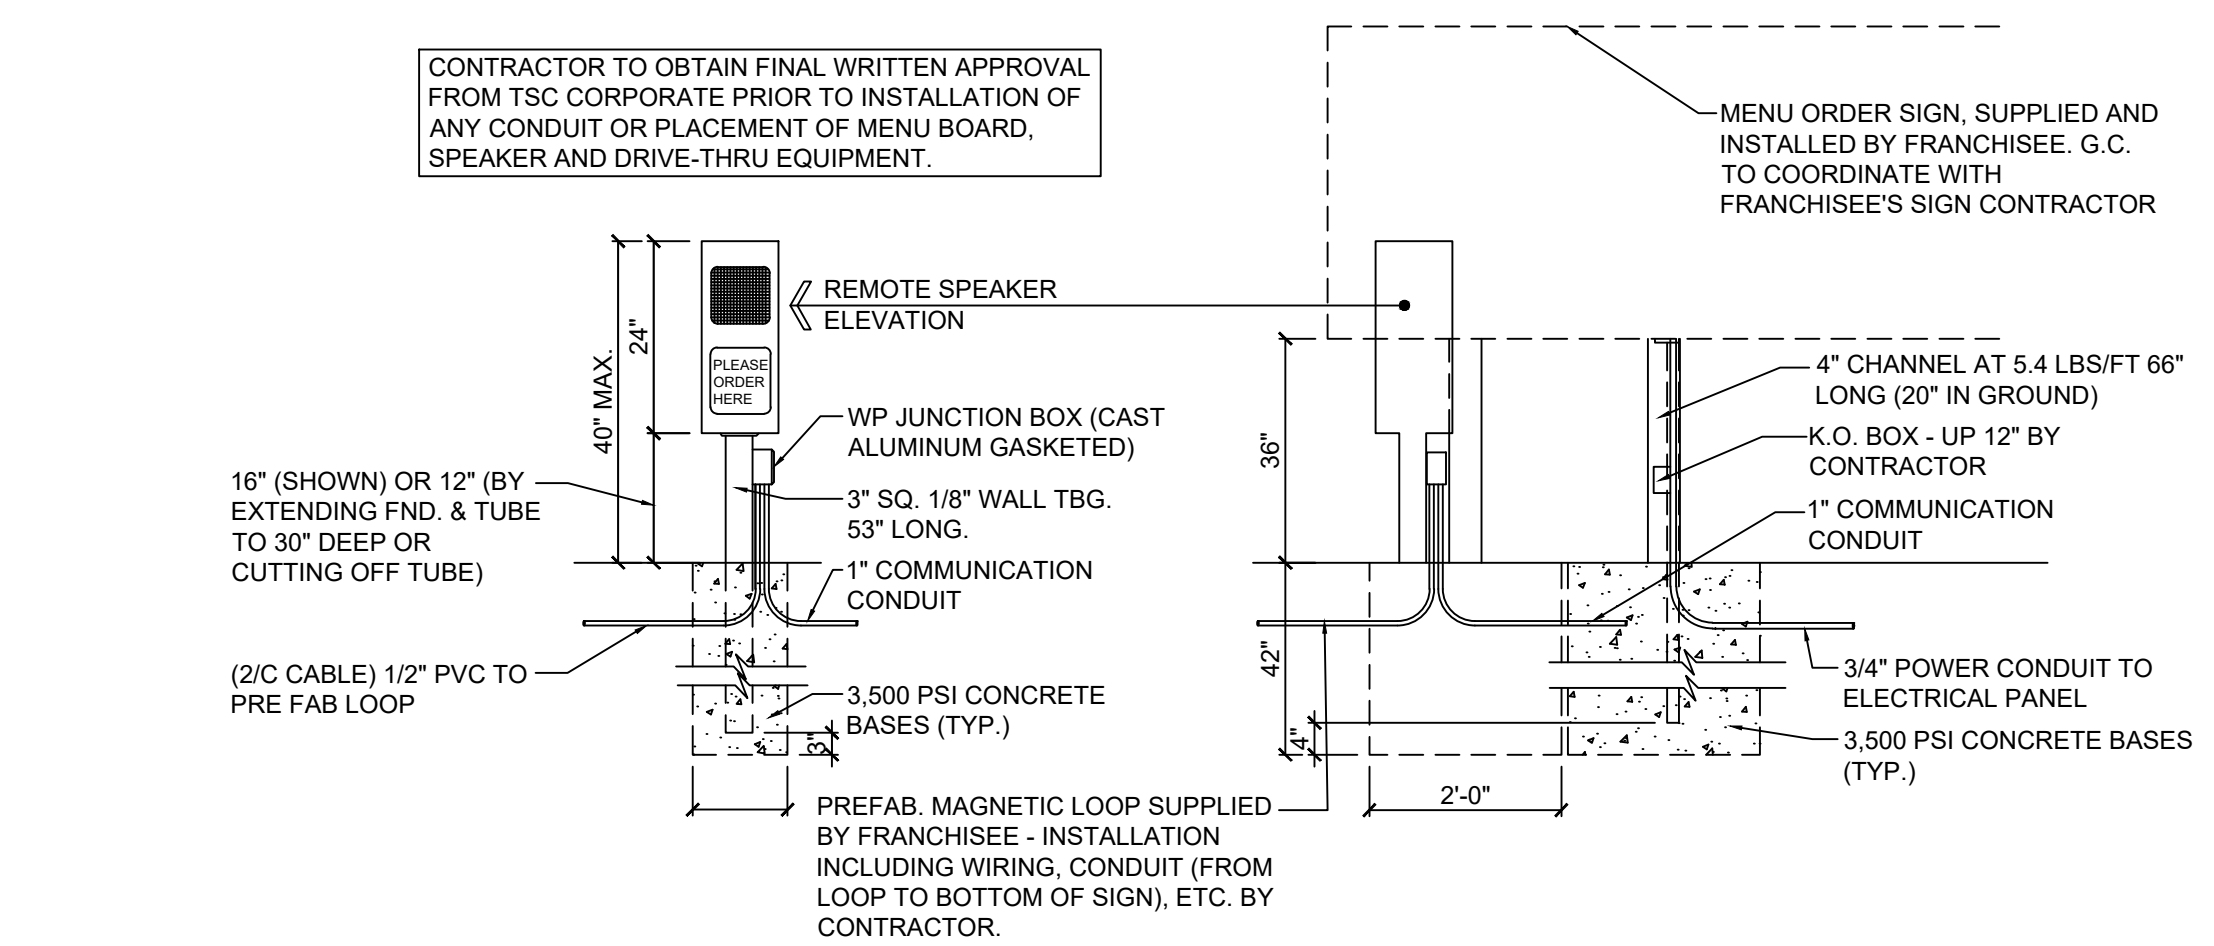 CONTRACTOR TO OBTAIN FINAL WRITTEN APPROVAL
FROM TSC CORPORATE PRIOR TO INSTALLATION OF
ANY CONDUIT OR PLACEMENT OF MENU BOARD,
SPEAKER AND DRIVE-THRU EQUIPMENT.
MENU ORDER SIGN, SUPPLIED AND
INSTALLED BY FRANCHISEE. G.C.
TO COORDINATE WITH
FRANCHISEE'S SIGN CONTRACTOR
40" MAX.
24"
PLEASE
ORDER
HERE
REMOTE SPEAKER
ELEVATION
WP JUNCTION BOX (CAST
ALUMINUM GASKETED)
16" (SHOWN) OR 12" (BY
EXTENDING FND. & TUBE
TO 30" DEEP OR
CUTTING OFF TUBE)
3" SQ. 1/8" WALL TBG.
53" LONG.
1" COMMUNICATION
CONDUIT
(2/C CABLE) 1/2" PVC TO
PRE FAB LOOP
3,500 PSI CONCRETE
BASES (TYP.)
3"
PREFAB. MAGNETIC LOOP SUPPLIED
BY FRANCHISEE - INSTALLATION
INCLUDING WIRING, CONDUIT (FROM
LOOP TO BOTTOM OF SIGN), ETC. BY
CONTRACTOR.
36"
42"
4"
2'-0"
4" CHANNEL AT 5.4 LBS/FT 66"
LONG (20" IN GROUND)
K.O. BOX - UP 12" BY
CONTRACTOR
1" COMMUNICATION
CONDUIT
3/4" POWER CONDUIT TO
ELECTRICAL PANEL
3,500 PSI CONCRETE BASES
(TYP.)